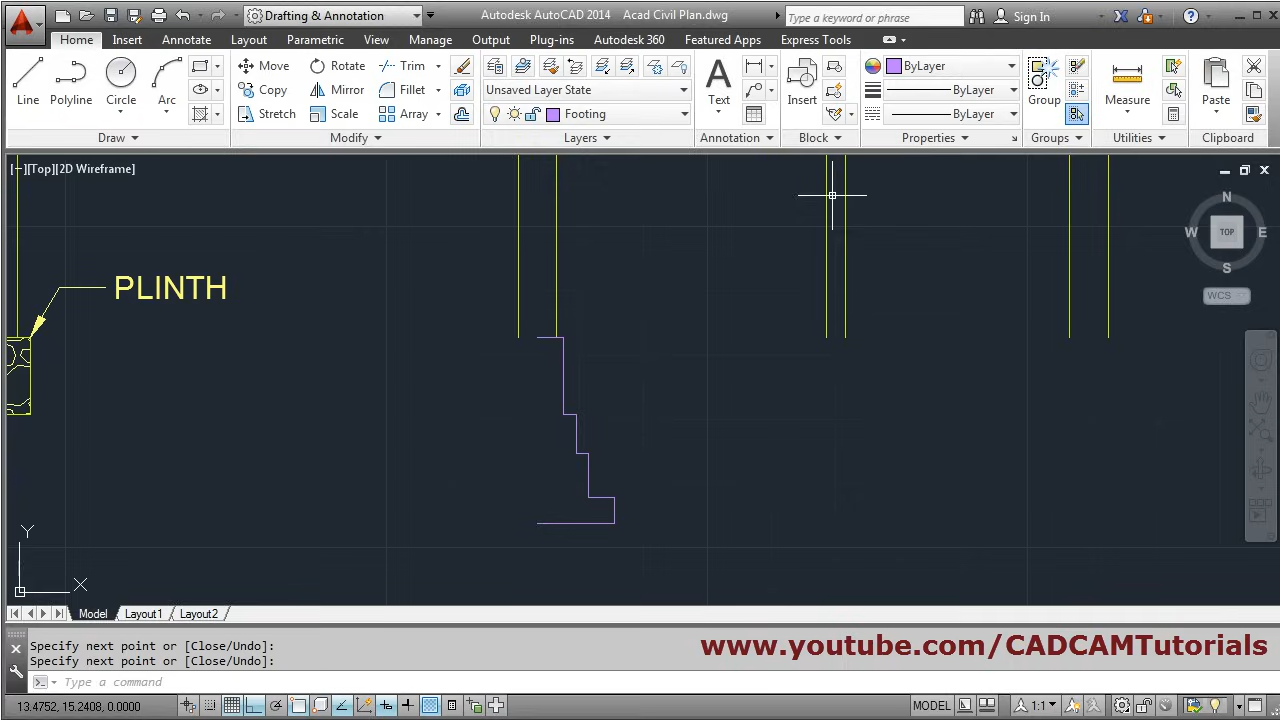 Drafting & Annotation
Autodesk AutoCAD 2014 Acad Civil Plan.dwg
Type a keyword or phrase
Sign In
Home Insert Annotate Layout Parametric View Manage Output Plug-ins Autodesk 360 Featured Apps Express Tools
Line
Polyline
Circle
Arc
Move
Rotate
Trim
Copy
Mirror
Fillet
Stretch
Scale
Array
Unsaved Layer State
Footing
Text
Insert
ByLayer
ByLayer
ByLayer
Group
Measure
Paste
Draw
Modify
Layers
Annotation
Block
Properties
Groups
Utilities
Clipboard
[−][Top][2D Wireframe]
N
W
TOP
E
S
WCS
PLINTH
Y
X
Model Layout1 Layout2
Specify next point or [Close/Undo]:
Specify next point or [Close/Undo]:
www.youtube.com/CADCAMTutorials
Type a command
13.4752, 15.2408, 0.0000
MODEL
1:1